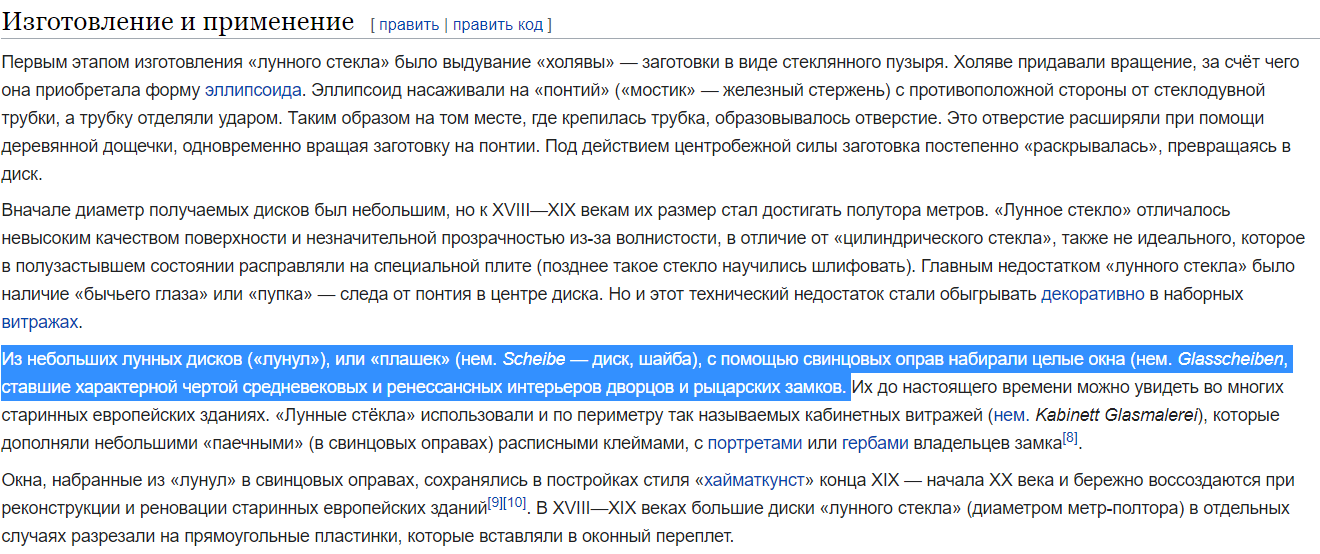 Изготовление и применение [ править | править код ]
Первым этапом изготовления «лунного стекла» было выдувание «холявы» — заготовки в виде стеклянного пузыря. Холяве придавали вращение, за счёт чего
она приобретала форму эллипсоида. Эллипсоид насаживали на «понтий» («мостик» — железный стержень) с противоположной стороны от стеклодувной
трубки, а трубку отделяли ударом. Таким образом на том месте, где крепилась трубка, образовывалось отверстие. Это отверстие расширяли при помощи
деревянной дощечки, одновременно вращая заготовку на понтии. Под действием центробежной силы заготовка постепенно «раскрывалась», превращаясь в
диск.
Вначале диаметр получаемых дисков был небольшим, но к XVIII—XIX векам их размер стал достигать полутора метров. «Лунное стекло» отличалось
невысоким качеством поверхности и незначительной прозрачностью из-за волнистости, в отличие от «цилиндрического стекла», также не идеального, которое
в полузастывшем состоянии расправляли на специальной плите (позднее такое стекло научились шлифовать). Главным недостатком «лунного стекла» было
наличие «бычьего глаза» или «пупка» — следа от понтия в центре диска. Но и этот технический недостаток стали обыгрывать декоративно в наборных
витражах.
Из небольших лунных дисков («лунул»), или «плашек» (нем. Scheibe — диск, шайба), с помощью свинцовых оправ набирали целые окна (нем. Glasscheiben,
ставшие характерной чертой средневековых и ренессансных интерьеров дворцов и рыцарских замков. Их до настоящего времени можно увидеть во многих
старинных европейских зданиях. «Лунные стёкла» использовали и по периметру так называемых кабинетных витражей (нем. Kabinett Glasmalerei), которые
дополняли небольшими «паечными» (в свинцовых оправах) расписными клеймами, с портретами или гербами владельцев замка[8].
Окна, набранные из «лунул» в свинцовых оправах, сохранялись в постройках стиля «хайматкунст» конца XIX — начала XX века и бережно воссоздаются при
реконструкции и реновации старинных европейских зданий[9][10]. В XVIII—XIX веках большие диски «лунного стекла» (диаметром метр-полтора) в отдельных
случаях разрезали на прямоугольные пластинки, которые вставляли в оконный переплет.